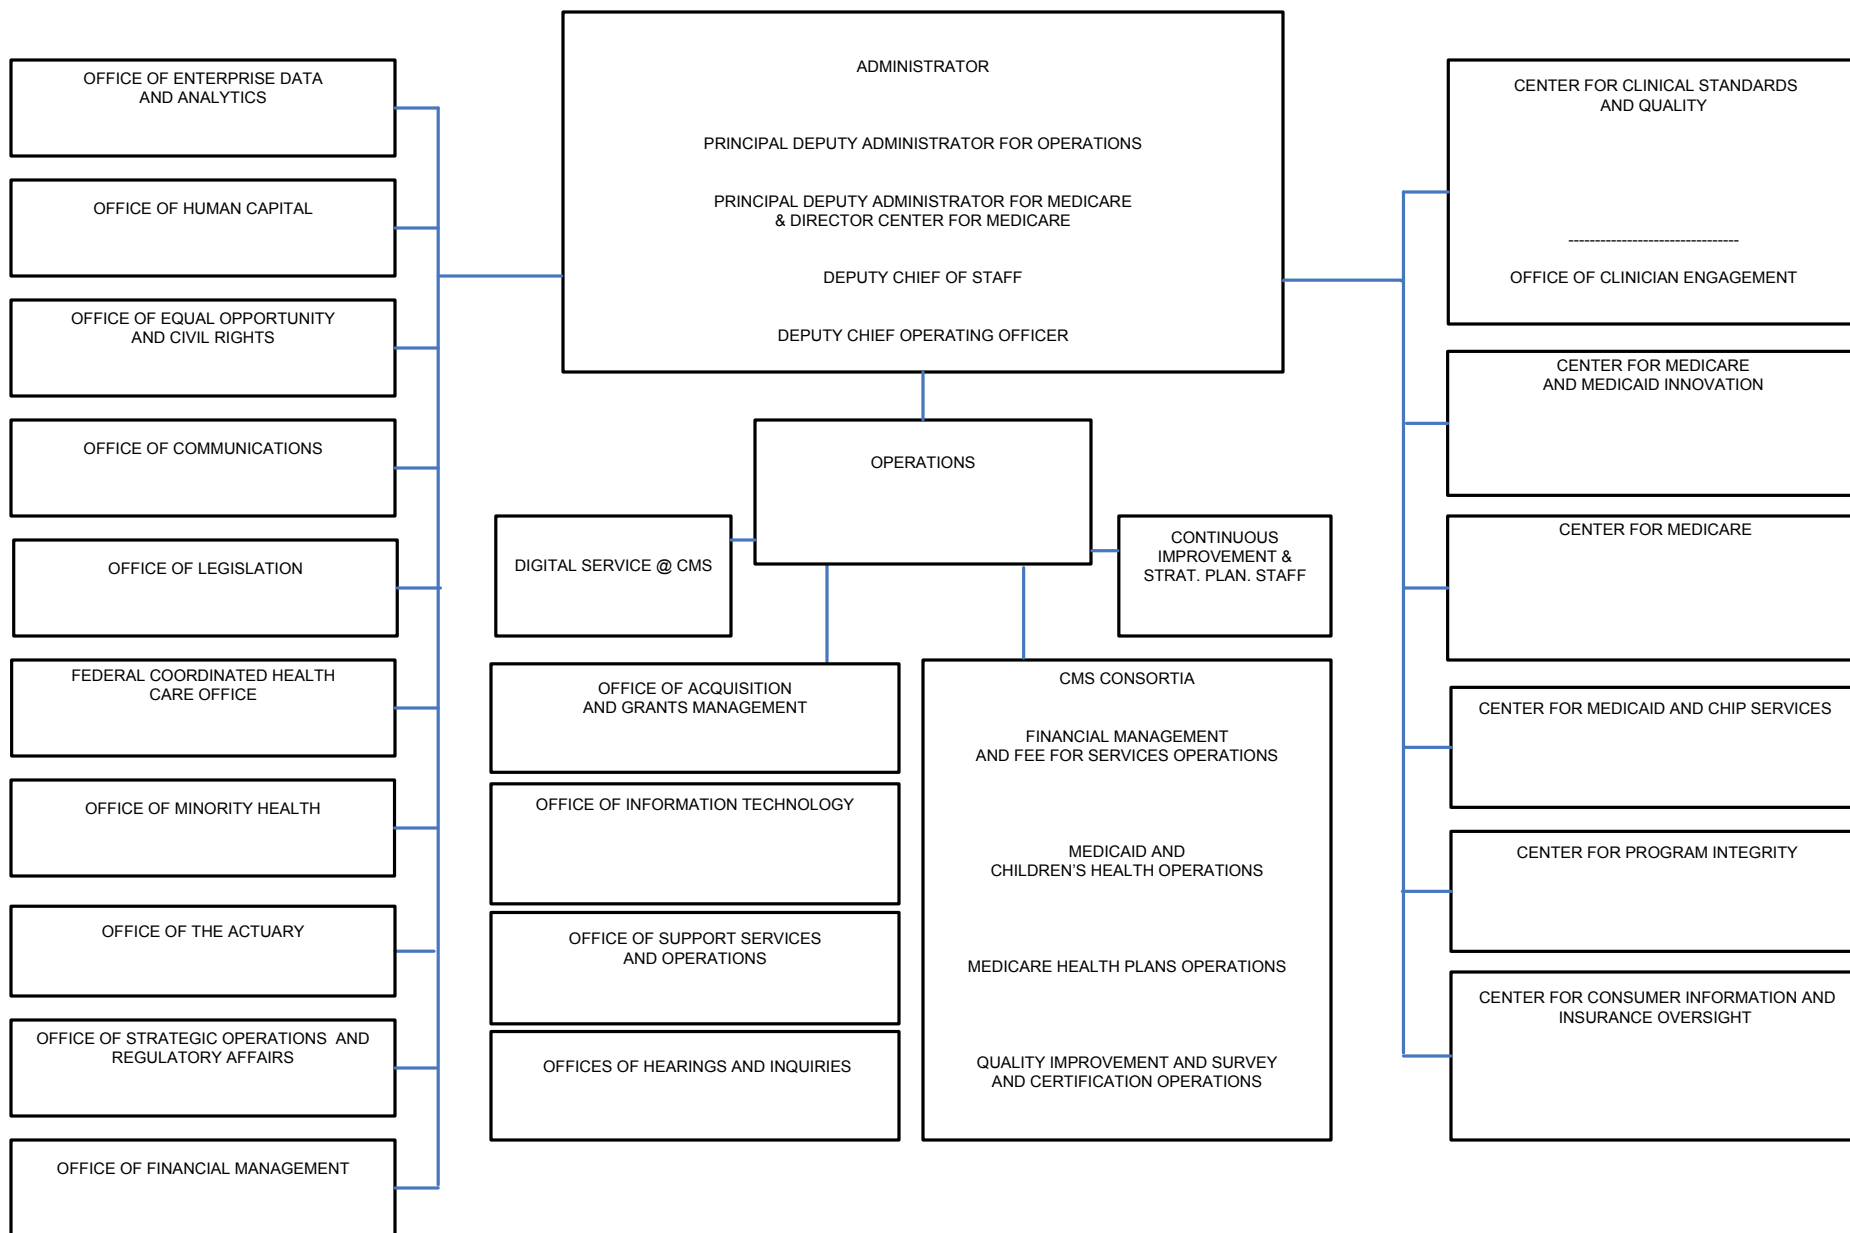 ADMINISTRATOR
PRINCIPAL DEPUTY ADMINISTRATOR FOR OPERATIONS
PRINCIPAL DEPUTY ADMINISTRATOR FOR MEDICARE
& DIRECTOR CENTER FOR MEDICARE
DEPUTY CHIEF OF STAFF
DEPUTY CHIEF OPERATING OFFICER
OFFICE OF ENTERPRISE DATA
AND ANALYTICS
OFFICE OF HUMAN CAPITAL
OFFICE OF EQUAL OPPORTUNITY
AND CIVIL RIGHTS
OFFICE OF COMMUNICATIONS
OFFICE OF LEGISLATION
FEDERAL COORDINATED HEALTH
CARE OFFICE
OFFICE OF MINORITY HEALTH
OFFICE OF THE ACTUARY
OFFICE OF STRATEGIC OPERATIONS AND
REGULATORY AFFAIRS
OFFICE OF FINANCIAL MANAGEMENT
OPERATIONS
DIGITAL SERVICE @ CMS
CONTINUOUS
IMPROVEMENT &
STRAT. PLAN. STAFF
OFFICE OF ACQUISITION
AND GRANTS MANAGEMENT
OFFICE OF INFORMATION TECHNOLOGY
OFFICE OF SUPPORT SERVICES
AND OPERATIONS
OFFICES OF HEARINGS AND INQUIRIES
CMS CONSORTIA
FINANCIAL MANAGEMENT
AND FEE FOR SERVICES OPERATIONS
MEDICAID AND
CHILDREN’S HEALTH OPERATIONS
MEDICARE HEALTH PLANS OPERATIONS
QUALITY IMPROVEMENT AND SURVEY
AND CERTIFICATION OPERATIONS
CENTER FOR CLINICAL STANDARDS
AND QUALITY
--------------------------------
OFFICE OF CLINICIAN ENGAGEMENT
CENTER FOR MEDICARE
AND MEDICAID INNOVATION
CENTER FOR MEDICARE
CENTER FOR MEDICAID AND CHIP SERVICES
CENTER FOR PROGRAM INTEGRITY
CENTER FOR CONSUMER INFORMATION AND
INSURANCE OVERSIGHT